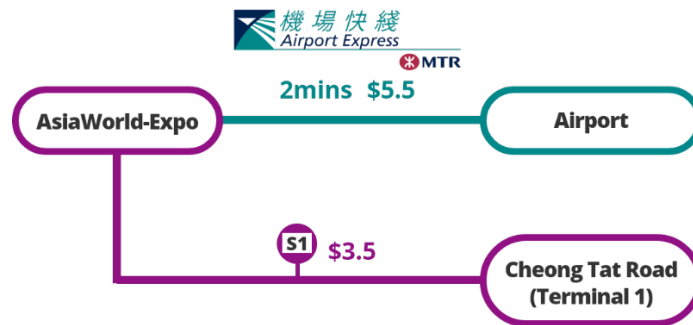 機場快綫
Airport Express
MTR
2mins $5.5
AsiaWorld-Expo
Airport
S1
$3.5
Cheong Tat Road
(Terminal 1)